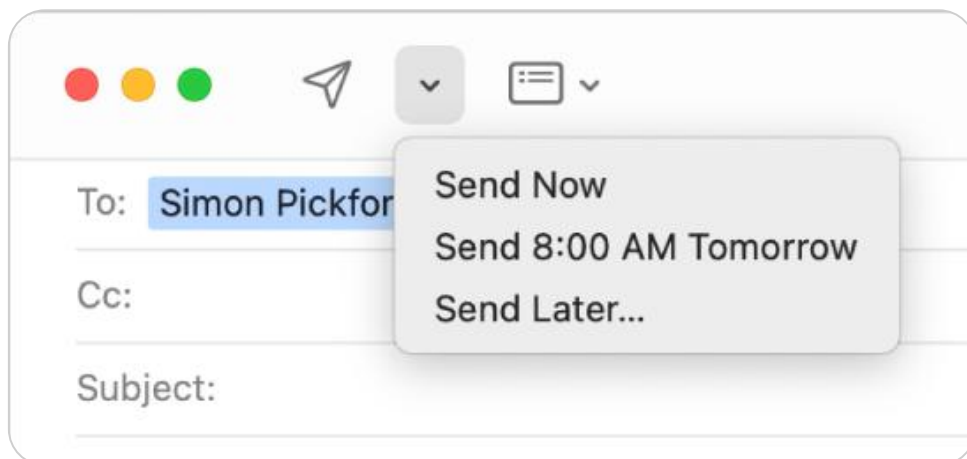 To: Simon Pickfor
Send Now
Send 8:00 AM Tomorrow
Cc:
Send Later...
Subject: